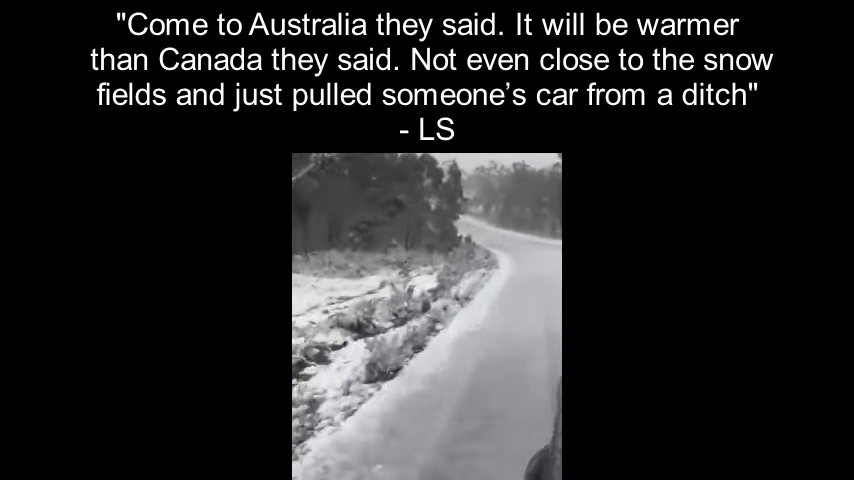 "Come to Australia they said. It will be warmer
than Canada they said. Not even close to the snow
fields and just pulled someone’s car from a ditch"
- LS